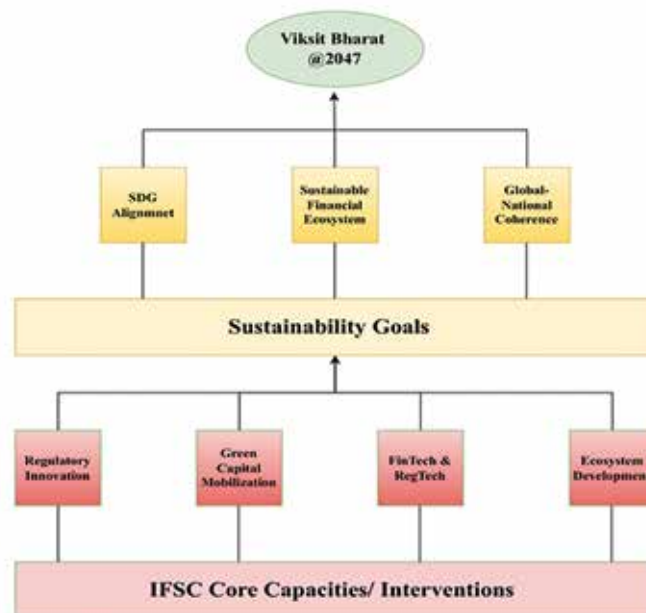 Viksit Bharat
@2047
SDG
Alignmnet
Sustainable
Financial
Ecosystem
Global-
National
Coherence
Sustainability Goals
Regulatory
Innovation
Green
Capital
Mobilization
FinTech &
RegTech
Ecosystem
Development
IFSC Core Capacities/ Interventions